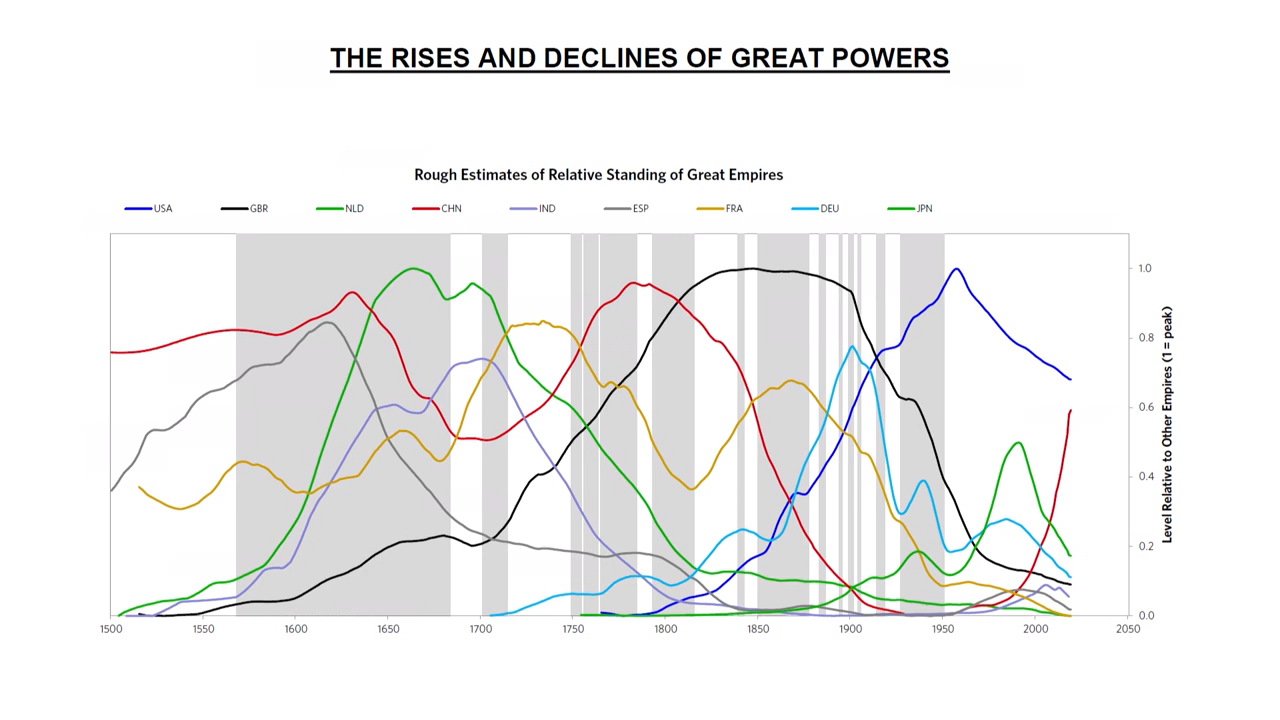 THE RISES AND DECLINES OF GREAT POWERS
Rough Estimates of Relative Standing of Great Empires
USA GBR NLD CHN IND ESP FRA DEU JPN
1.0
0.8
0.6
0.4
0.2
0.0
Level Relative to Other Empires (1 = peak)
1500 1550 1600 1650 1700 1750 1800 1850 1900 1950 2000 2050